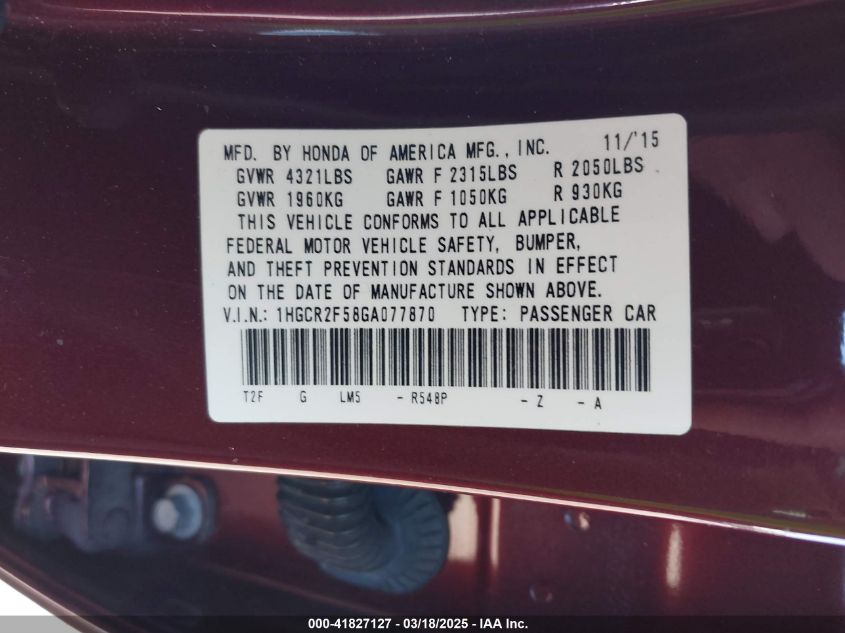 MFD. BY HONDA OF AMERICA MFG., INC. 11/'15
GVWR 4321LBS GAWR F 2315LBS R 2050LBS
GVWR 1960KG GAWR F 1050KG R 930KG
THIS VEHICLE CONFORMS TO ALL APPLICABLE
FEDERAL MOTOR VEHICLE SAFETY, BUMPER,
AND THEFT PREVENTION STANDARDS IN EFFECT
ON THE DATE OF MANUFACTURE SHOWN ABOVE.
V.I.N.: 1HGCR2F58GA077870 TYPE: PASSENGER CAR
T2F G LM5 - R548P - Z - A
000-41827127 - 03/18/2025 - IAA Inc.